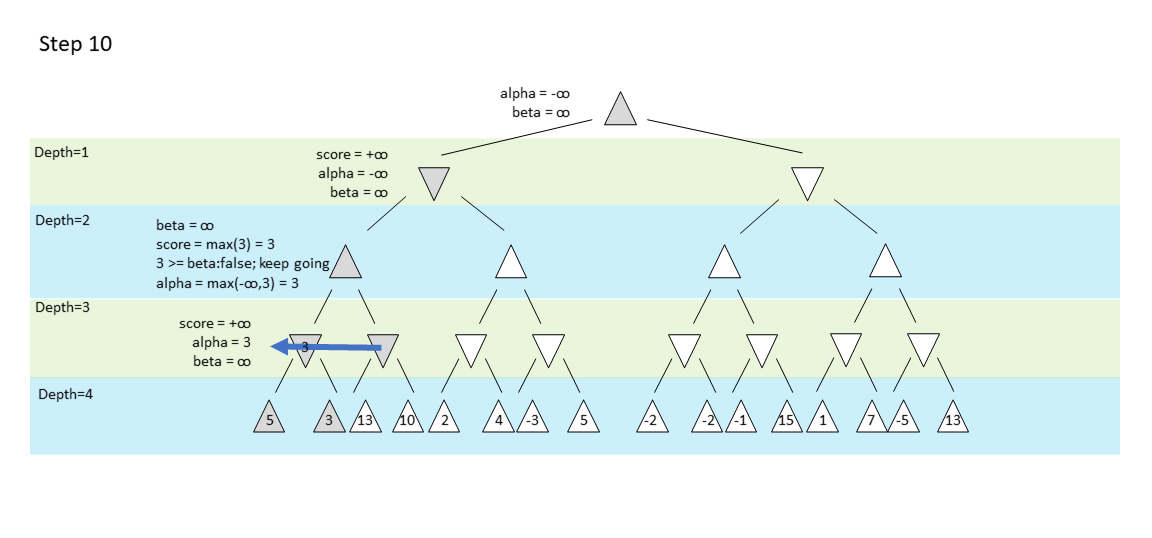 Step 10
alpha = -∞
beta = ∞
Depth=1
score = +∞
alpha = -∞
beta = ∞
Depth=2
beta = ∞
score = max(3) = 3
3 >= beta:false; keep going
alpha = max(-∞,3) = 3
Depth=3
score = +∞
alpha = 3
beta = ∞
3
Depth=4
5 3 13 10 2 4 -3 5 -2 -2 -1 15 1 7 -5 13